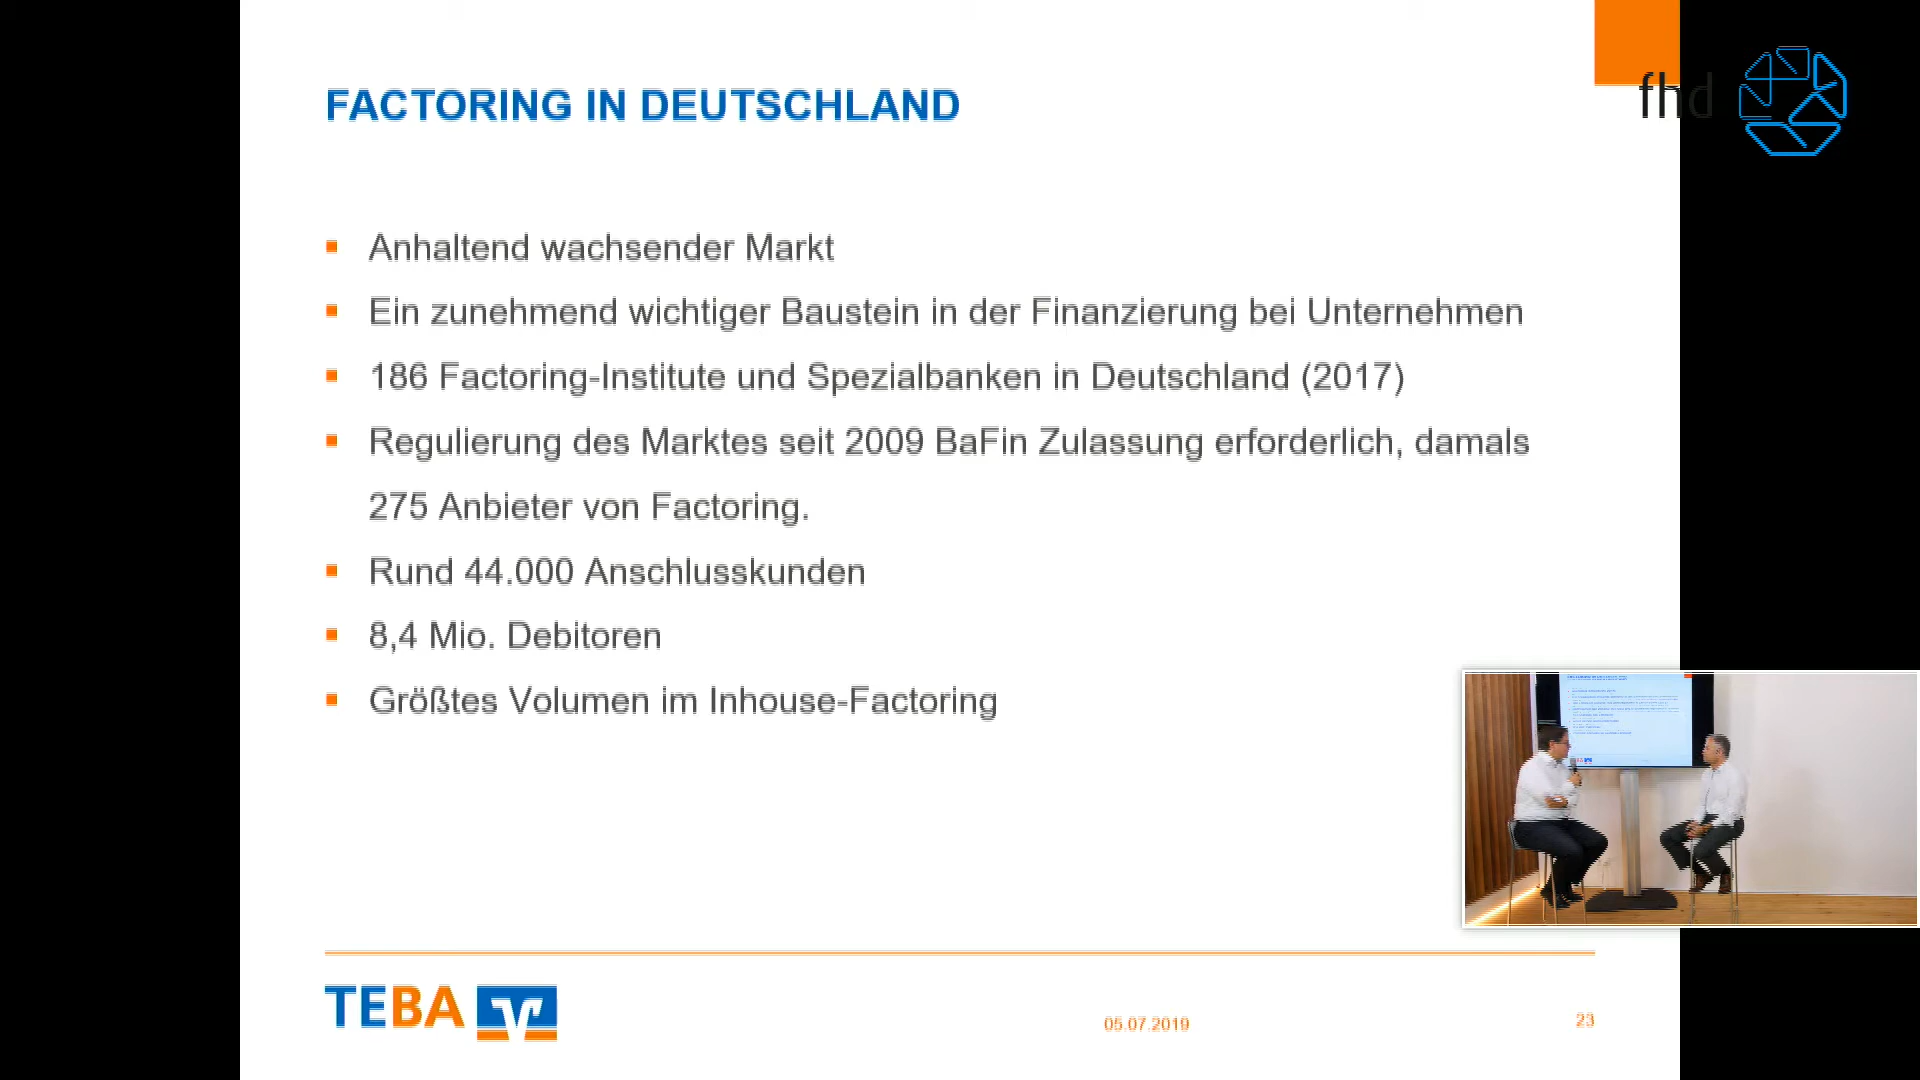 FACTORING IN DEUTSCHLAND
fhd
Anhaltend wachsender Markt
Ein zunehmend wichtiger Baustein in der Finanzierung bei Unternehmen
186 Factoring-Institute und Spezialbanken in Deutschland (2017)
Regulierung des Marktes seit 2009 BaFin Zulassung erforderlich, damals
275 Anbieter von Factoring.
Rund 44.000 Anschlusskunden
8,4 Mio. Debitoren
Größtes Volumen im Inhouse-Factoring
TEBA
05.07.2019
23